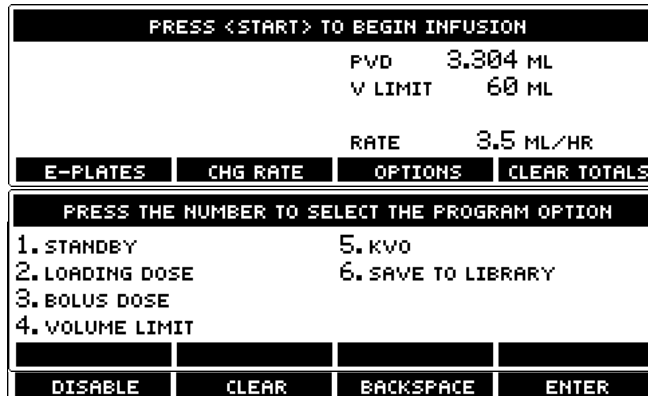 PRESS <START> TO BEGIN INFUSION
PVD 3.304 ML
V LIMIT 60 ML
RATE 3.5 ML/HR
E-PLATES CHG RATE OPTIONS CLEAR TOTALS
PRESS THE NUMBER TO SELECT THE PROGRAM OPTION
1. STANDBY 5. KVO
2. LOADING DOSE 6. SAVE TO LIBRARY
3. BOLUS DOSE
4. VOLUME LIMIT
DISABLE CLEAR BACKSPACE ENTER